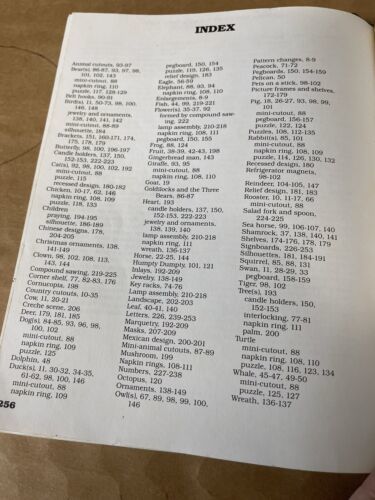 INDEX
Animal cutouts, 93-97
Bear(s), 86-87, 93, 97, 98,
101, 102, 143
mini-cutout, 88
napkin ring, 110
puzzle, 117, 128-129
Belt hooks, 90-91
Bird(s), 11, 50-73, 98, 100,
146, 148
jewelry and ornaments,
138, 140, 141, 142
mini-cutouts, 88-89
silhouette, 184
Brackets, 151, 160-171, 174,
175, 178, 179
Butterfly, 98, 100, 196-197
Candle holders, 137, 150,
152-153, 222-223
Cat(s), 92, 98, 100, 102, 192
mini-cutout, 88
puzzle, 115
recessed design, 180-182
Chicken, 10-17, 62, 146
napkin ring, 108, 109
puzzle, 118, 133
Children
praying, 194-195
silhouette, 186-189
Chinese designs, 178,
204-205
Christmas ornaments, 138,
141-149
Clown, 98, 102, 108, 113,
143, 144
Compound sawing, 219-225
Corner shelf, 77, 82-83, 176
Cornucopia, 198
Country cutouts, 10-35
Cow, 11, 20-21
Creche scene, 206
Deer, 179, 181, 185
Dog(s), 84-85, 93, 96, 98,
100, 102
mini-cutout, 88
napkin ring, 109
puzzle, 125
Dolphin, 48
Duck(s), 11, 30-32, 34-35,
61-62, 98, 100, 146
mini-cutout, 88
napkin ring, 109
pegboard, 150, 154
puzzle, 119, 126, 135
relief design, 183
Eagle, 56-59
Elephant, 88, 93, 94
napkin ring, 108, 110
Enlargements, 8-9
Fish, 44, 99, 219-221
Flower(s), 35-37, 92
formed by compound saw-
ing, 222
lamp assembly, 210-218
napkin ring, 108, 111
pegboard, 150, 155
Frog, 88, 124
Fruit, 38-39, 42-43, 198
Gingerbread man, 143
Giraffe, 93, 95
mini-cutout, 88
napkin ring, 108, 110
Goat, 19
Goldilocks and the Three
Bears, 86-87
Heart, 193
candle holders, 137, 150,
152-153, 222-223
jewelry and ornaments,
138, 139, 140
lamp assembly, 210-218
napkin ring, 111
wreath, 136-137
Horse, 22-25, 144
Humpty Dumpty, 101, 121
Inlays, 192-209
Jewelry, 138-149
Key racks, 74-76
Lamp assembly, 210-218
Landscape, 202-203
Leaf, 40-41, 140
Letters, 226, 239-253
Marquetry, 192-209
Masks, 207-209
Mexican design, 200-201
Mini-animal cutouts, 87-89
Mushroom, 199
Napkin rings, 108-111
Numbers, 227-238
Octopus, 120
Ornaments, 138-149
Owl(s), 67, 89, 98, 99, 100,
146
Pattern changes, 8-9
Peacock, 71-72
Pegboards, 150, 154-159
Pelican, 50
Pets on a stick, 98-102
Picture frames and shelves,
172-179
Pig, 18, 26-27, 93, 98, 99,
101
mini-cutout, 88
pegboard, 156-157
puzzle, 122, 124
Puzzles, 108, 112-135
Rabbit(s), 85, 101
mini-cutout, 88
napkin ring, 108, 109
puzzle, 114, 126, 130, 132
Recessed design, 180
Refrigerator magnets,
98-102
Reindeer, 104-105, 147
Relief design, 181, 183
Rooster, 10, 11-17, 66
mini-cutout, 88
Salad fork and spoon,
224-225
Sea horse, 99, 106-107, 140
Shamrock, 37, 138, 140, 141
Shelves, 174-176, 178, 179
Signboards, 226-253
Silhouettes, 181, 184-191
Squirrel, 85, 88, 131
Swan, 11, 28-29, 33
pegboard, 158-159
Tiger, 98, 102
Tree(s), 193
candle holders, 150,
152-153
interlocking, 77-81
napkin ring, 111
palm, 200
Turtle
mini-cutout, 88
napkin ring, 108, 110
puzzle, 108, 116, 123, 134
Whale, 45-47, 49-50
mini-cutout, 88
puzzle, 125, 127
Wreath, 136-137
256